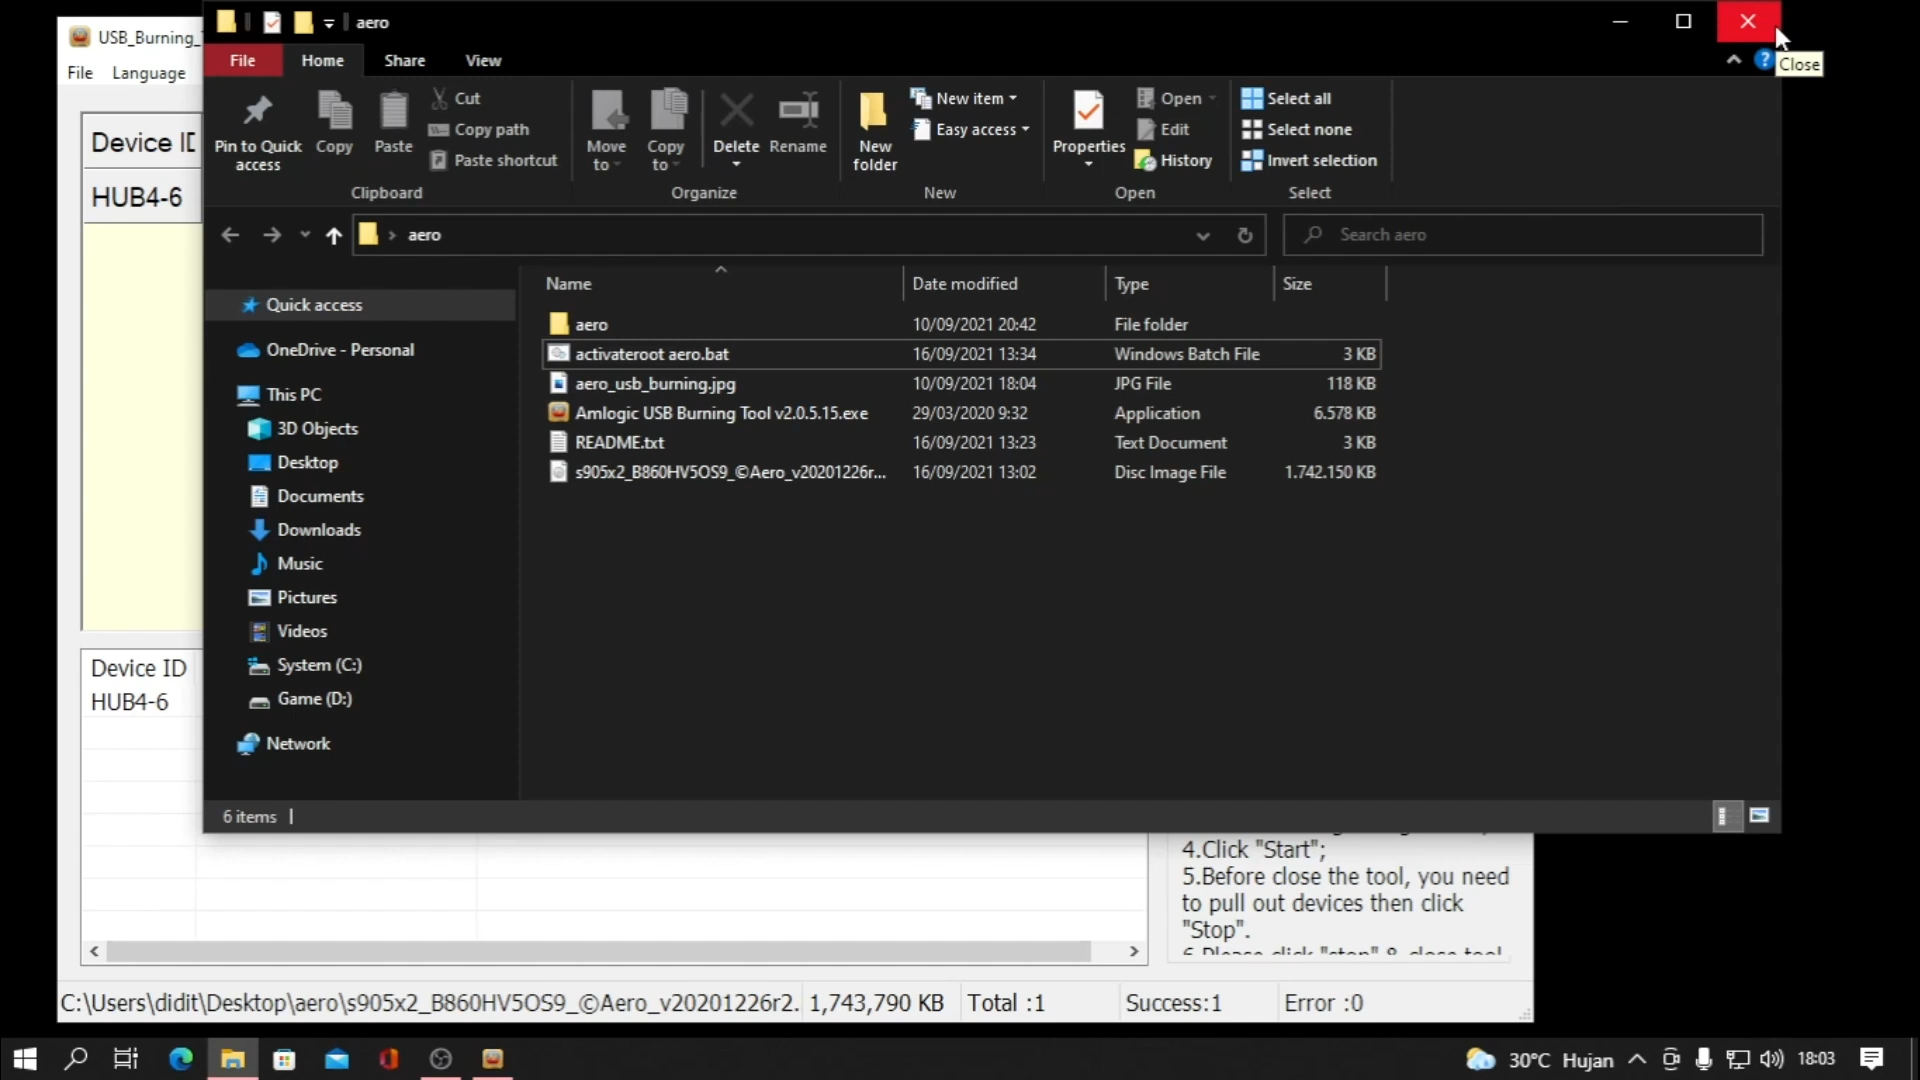 USB_Burning_
File Language
aero
Close
File Home Share View
Pin to Quick access
Copy
Paste
Cut
Copy path
Paste shortcut
Clipboard
Move to
Copy to
Delete
Rename
Organize
New folder
New item
Easy access
New
Properties
Open
Edit
History
Open
Select all
Select none
Invert selection
Select
aero
Search aero
Device ID
HUB4-6
Quick access
OneDrive - Personal
This PC
3D Objects
Desktop
Documents
Downloads
Music
Pictures
Videos
System (C:)
Game (D:)
Network
Name Date modified Type Size
aero 10/09/2021 20:42 File folder
activateroot aero.bat 16/09/2021 13:34 Windows Batch File 3 KB
aero_usb_burning.jpg 10/09/2021 18:04 JPG File 118 KB
Amlogic USB Burning Tool v2.0.5.15.exe 29/03/2020 9:32 Application 6.578 KB
README.txt 16/09/2021 13:23 Text Document 3 KB
s905x2_B860HV5OS9_©Aero_v20201226r... 16/09/2021 13:02 Disc Image File 1.742.150 KB
6 items
Device ID
HUB4-6
4.Click "Start";
5.Before close the tool, you need
to pull out devices then click
"Stop".
6.Please click "stop" & close tool
C:\Users\didit\Desktop\aero\s905x2_B860HV5OS9_©Aero_v20201226r2. 1,743,790 KB Total :1 Success:1 Error :0
30°C Hujan 18:03